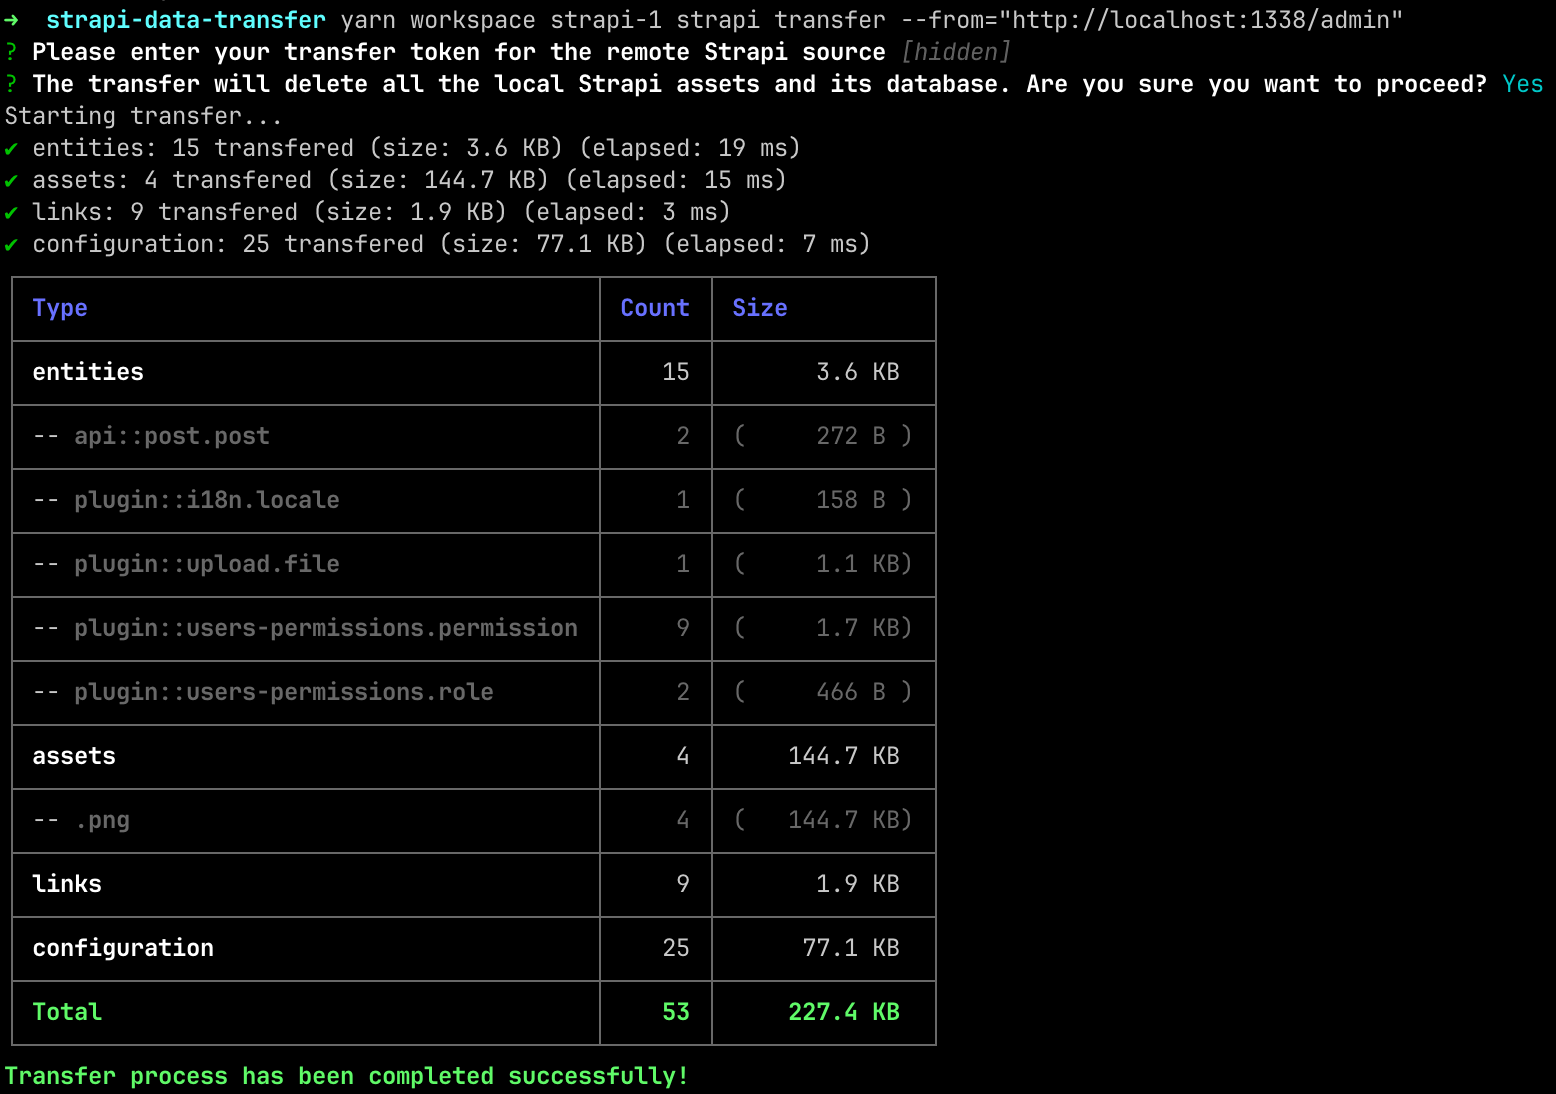 → strapi-data-transfer yarn workspace strapi-1 strapi transfer --from="http://localhost:1338/admin"
? Please enter your transfer token for the remote Strapi source [hidden]
? The transfer will delete all the local Strapi assets and its database. Are you sure you want to proceed? Yes
Starting transfer...
✔ entities: 15 transfered (size: 3.6 KB) (elapsed: 19 ms)
✔ assets: 4 transfered (size: 144.7 KB) (elapsed: 15 ms)
✔ links: 9 transfered (size: 1.9 KB) (elapsed: 3 ms)
✔ configuration: 25 transfered (size: 77.1 KB) (elapsed: 7 ms)
Type Count Size
entities 15 3.6 KB
-- api::post.post 2 ( 272 B )
-- plugin::i18n.locale 1 ( 158 B )
-- plugin::upload.file 1 ( 1.1 KB)
-- plugin::users-permissions.permission 9 ( 1.7 KB)
-- plugin::users-permissions.role 2 ( 466 B )
assets 4 144.7 KB
-- .png 4 ( 144.7 KB)
links 9 1.9 KB
configuration 25 77.1 KB
Total 53 227.4 KB
Transfer process has been completed successfully!